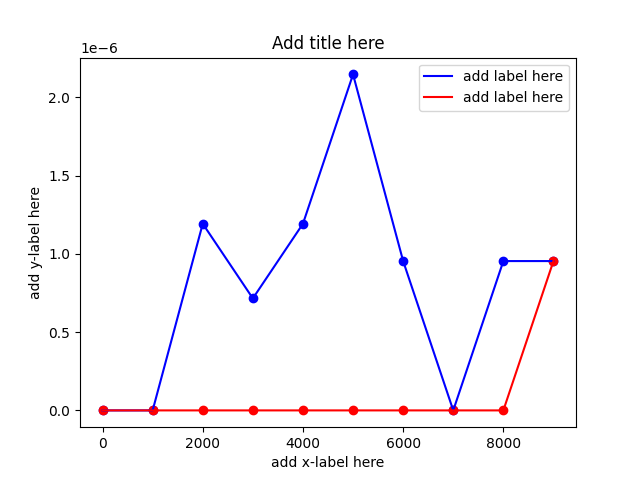 Add title here
1e−6
add label here
add label here
2.0
1.5
1.0
0.5
0.0
add y-label here
0 2000 4000 6000 8000
add x-label here